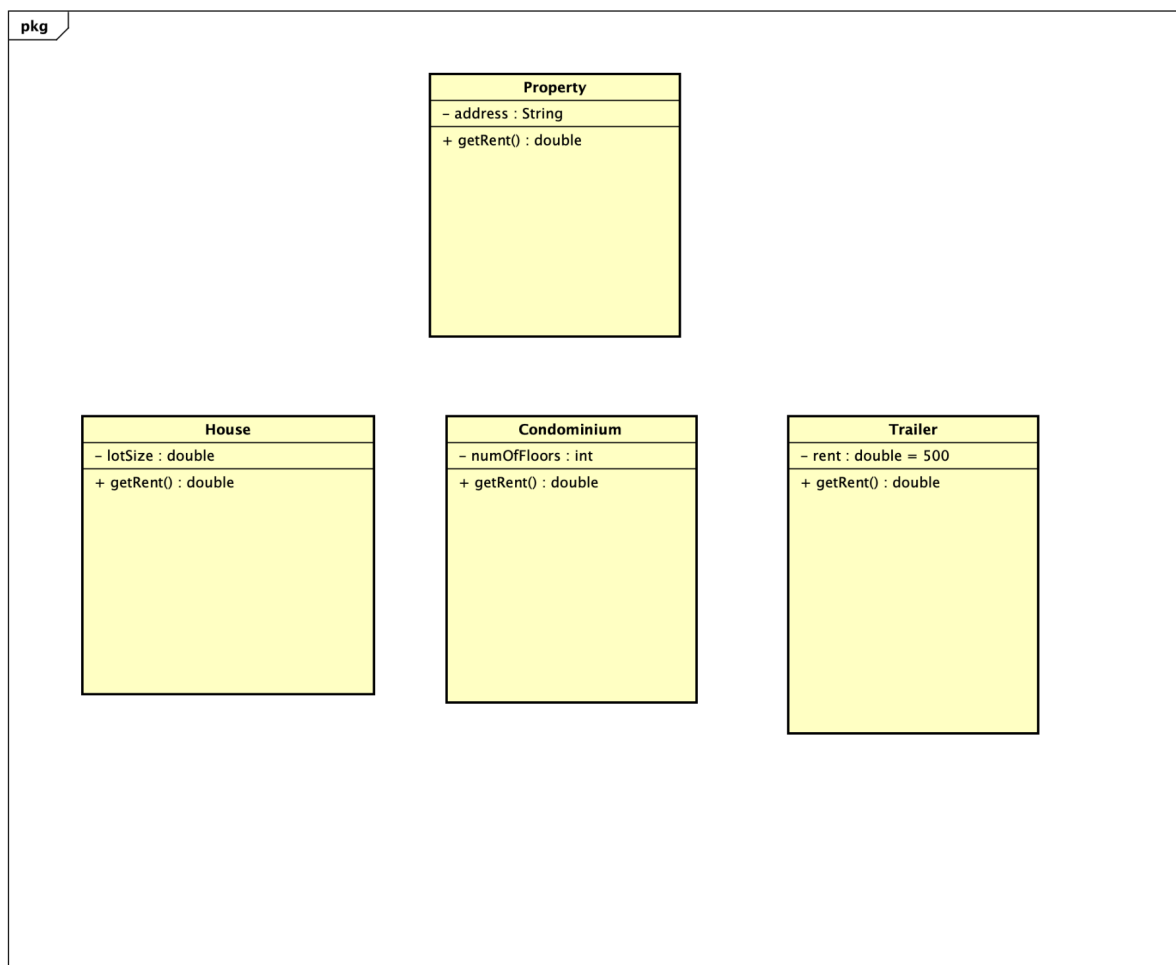 pkg
Property
– address : String
+ getRent() : double
House
– lotSize : double
+ getRent() : double
Condominium
– numOfFloors : int
+ getRent() : double
Trailer
– rent : double = 500
+ getRent() : double